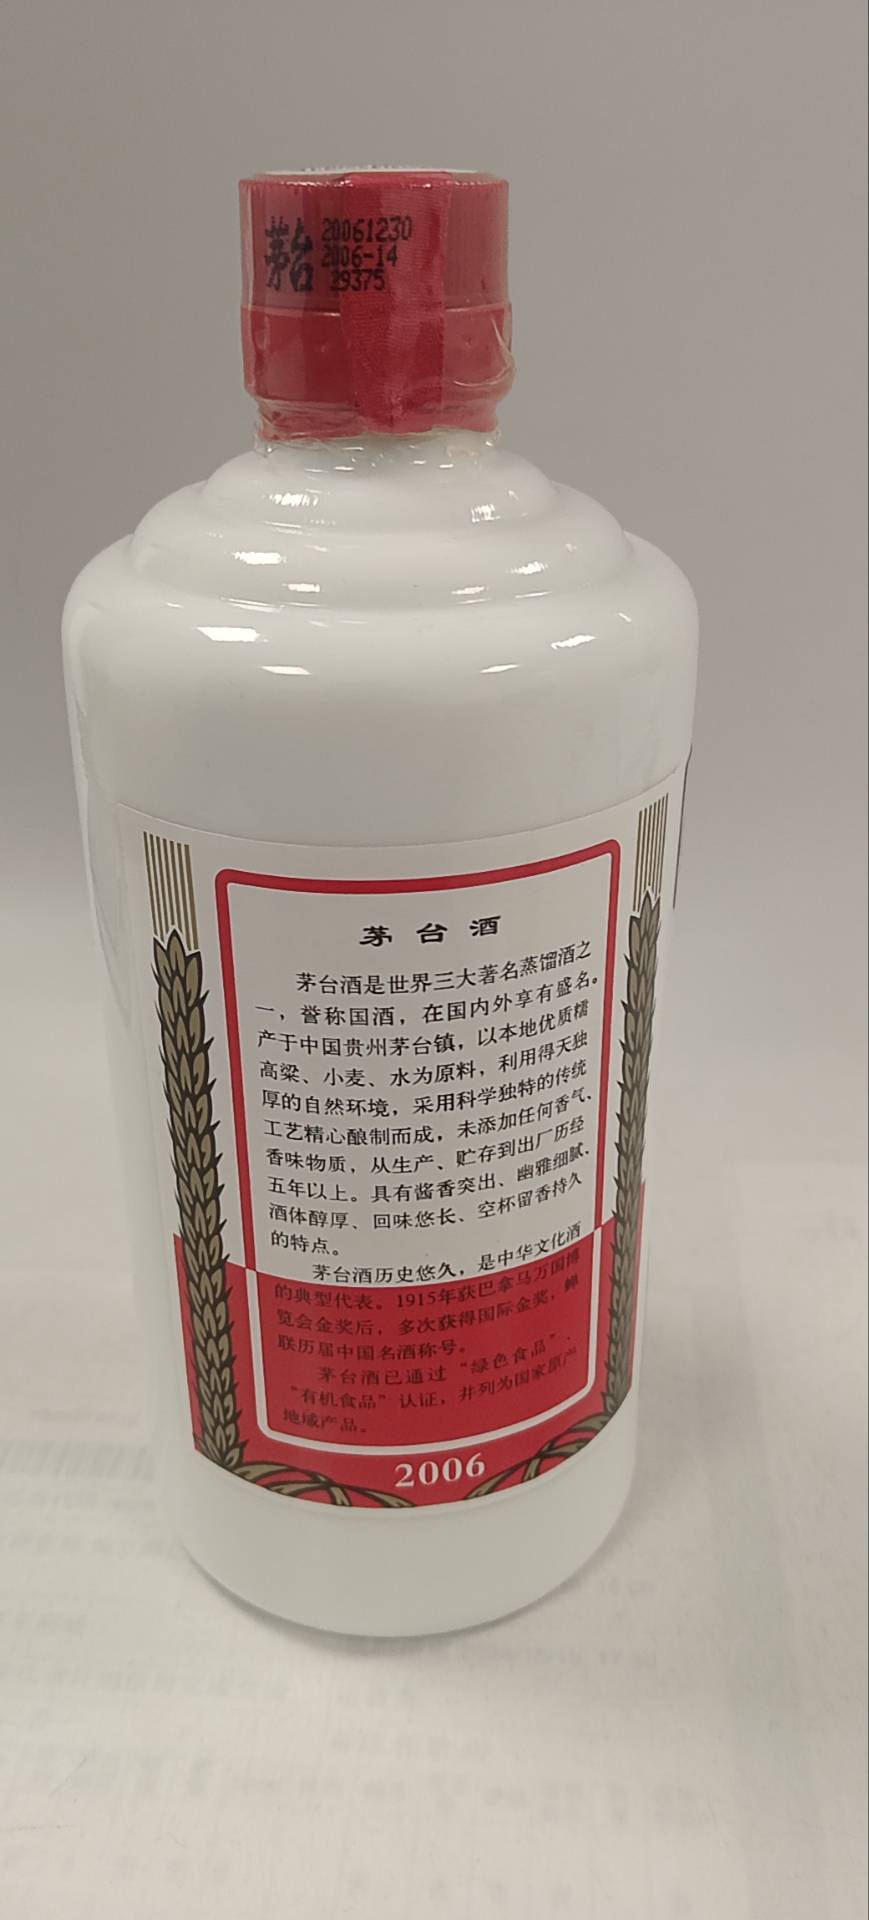 茅台
20061230
2006-14
29375
茅台酒
茅台酒是世界三大著名蒸馏酒之
一，誉称国酒，在国内外享有盛名。
产于中国贵州茅台镇，以本地优质糯
高粱、小麦、水为原料，利用得天独
厚的自然环境，采用科学独特的传统
工艺精心酿制而成，未添加任何香气、
香味物质，从生产、贮存到出厂历经
五年以上。具有酱香突出、幽雅细腻、
酒体醇厚、回味悠长、空杯留香持久
的特点。
茅台酒历史悠久，是中华文化酒
的典型代表。1915年获巴拿马万国博
览会金奖后，多次获得国际金奖，蝉
联历届中国名酒称号。
茅台酒已通过“绿色食品”、
“有机食品”认证，并列为国家原产
地域产品。
2006